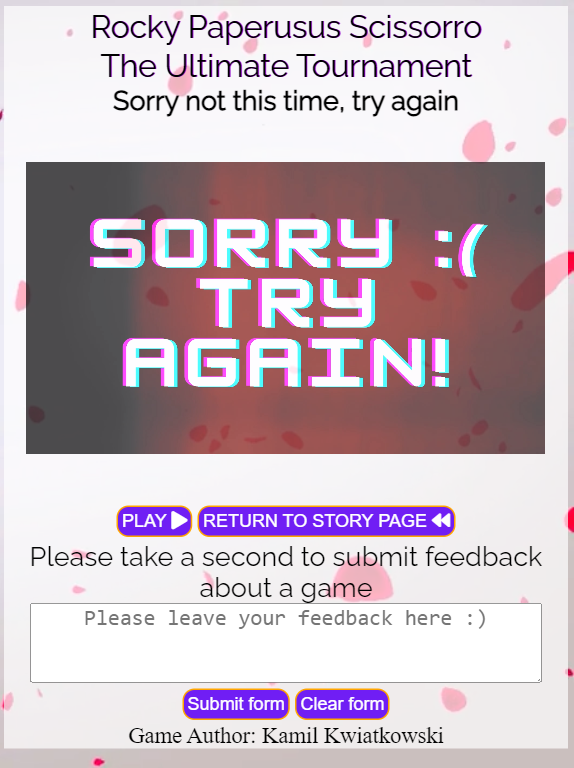 Rocky Paperusus Scissorro
The Ultimate Tournament
Sorry not this time, try again
SORRY :(
TRY
AGAIN!
PLAY
RETURN TO STORY PAGE
Please take a second to submit feedback
about a game
Please leave your feedback here :)
Submit form
Clear form
Game Author: Kamil Kwiatkowski